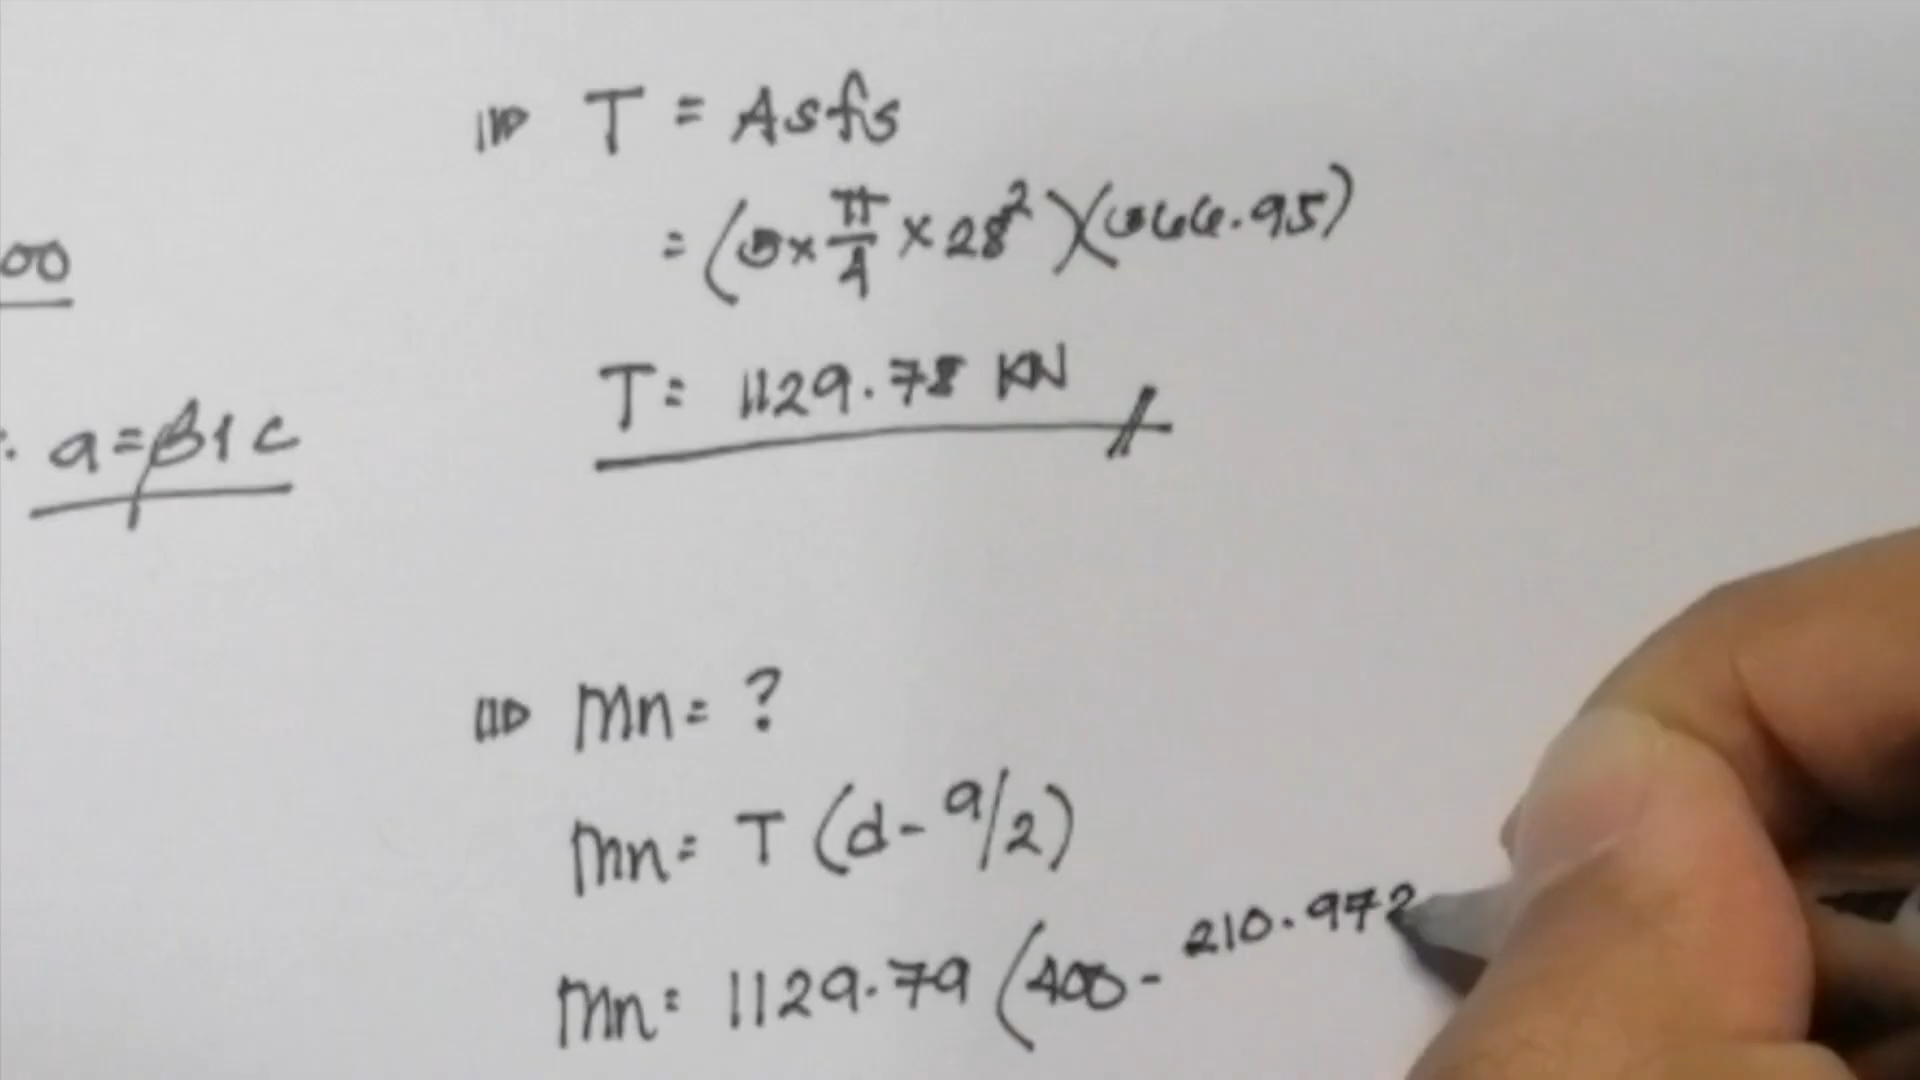 T = Asfs
= (5 x π/4 x 28²)(366.95)
00
T = 1129.78 KN
∴ a = β1c
Mn = ?
Mn = T (d - a/2)
Mn = 1129.79 (400 - 210.972